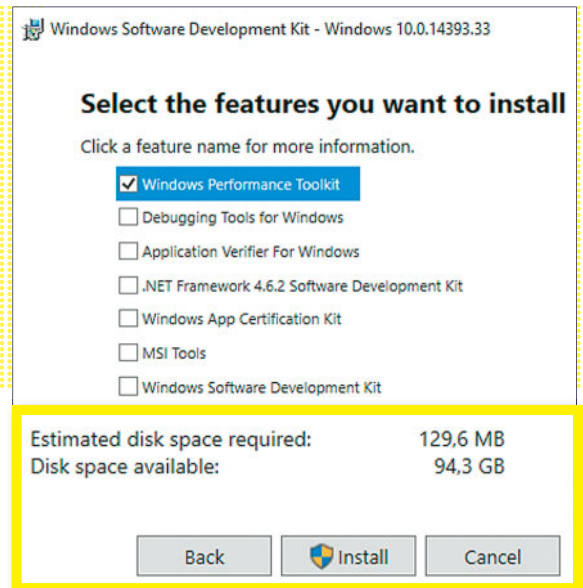 Windows Software Development Kit - Windows 10.0.14393.33
Select the features you want to install
Click a feature name for more information.
Windows Performance Toolkit
Debugging Tools for Windows
Application Verifier For Windows
.NET Framework 4.6.2 Software Development Kit
Windows App Certification Kit
MSI Tools
Windows Software Development Kit
Estimated disk space required: 129,6 MB
Disk space available: 94,3 GB
Back Install Cancel